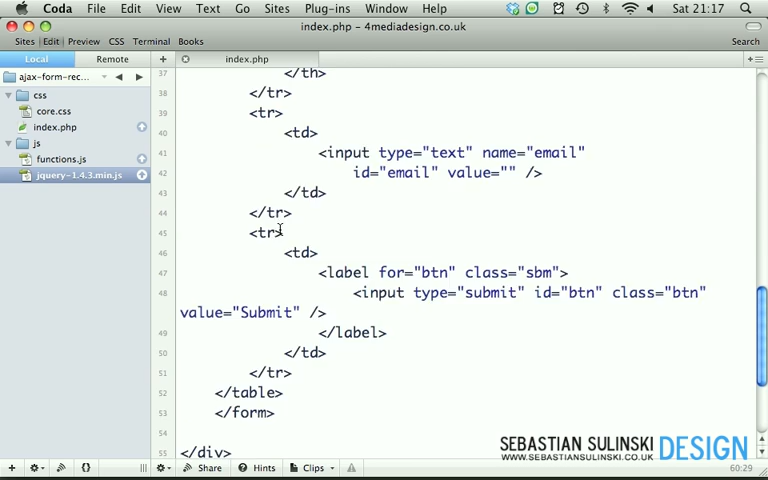 Coda File Edit View Text Go Sites Plug-ins Window Help Sat 21:17
index.php - 4mediadesign.co.uk
Sites Edit Preview CSS Terminal Books Search
Local Remote index.php
ajax-form-rec...
css
core.css
index.php
js
functions.js
jquery-1.4.3.min.js
37 </th>
38 </tr>
39 <tr>
40 <td>
41 <input type="text" name="email"
42 id="email" value="" />
43 </td>
44 </tr>
45 <tr>
46 <td>
47 <label for="btn" class="sbm">
48 <input type="submit" id="btn" class="btn"
value="Submit" />
49 </label>
50 </td>
51 </tr>
52 </table>
53 </form>
54
55 </div>
SEBASTIAN SULINSKI DESIGN
WWW.SEBASTIANSULINSKI.CO.UK
Share Hints Clips 60:29